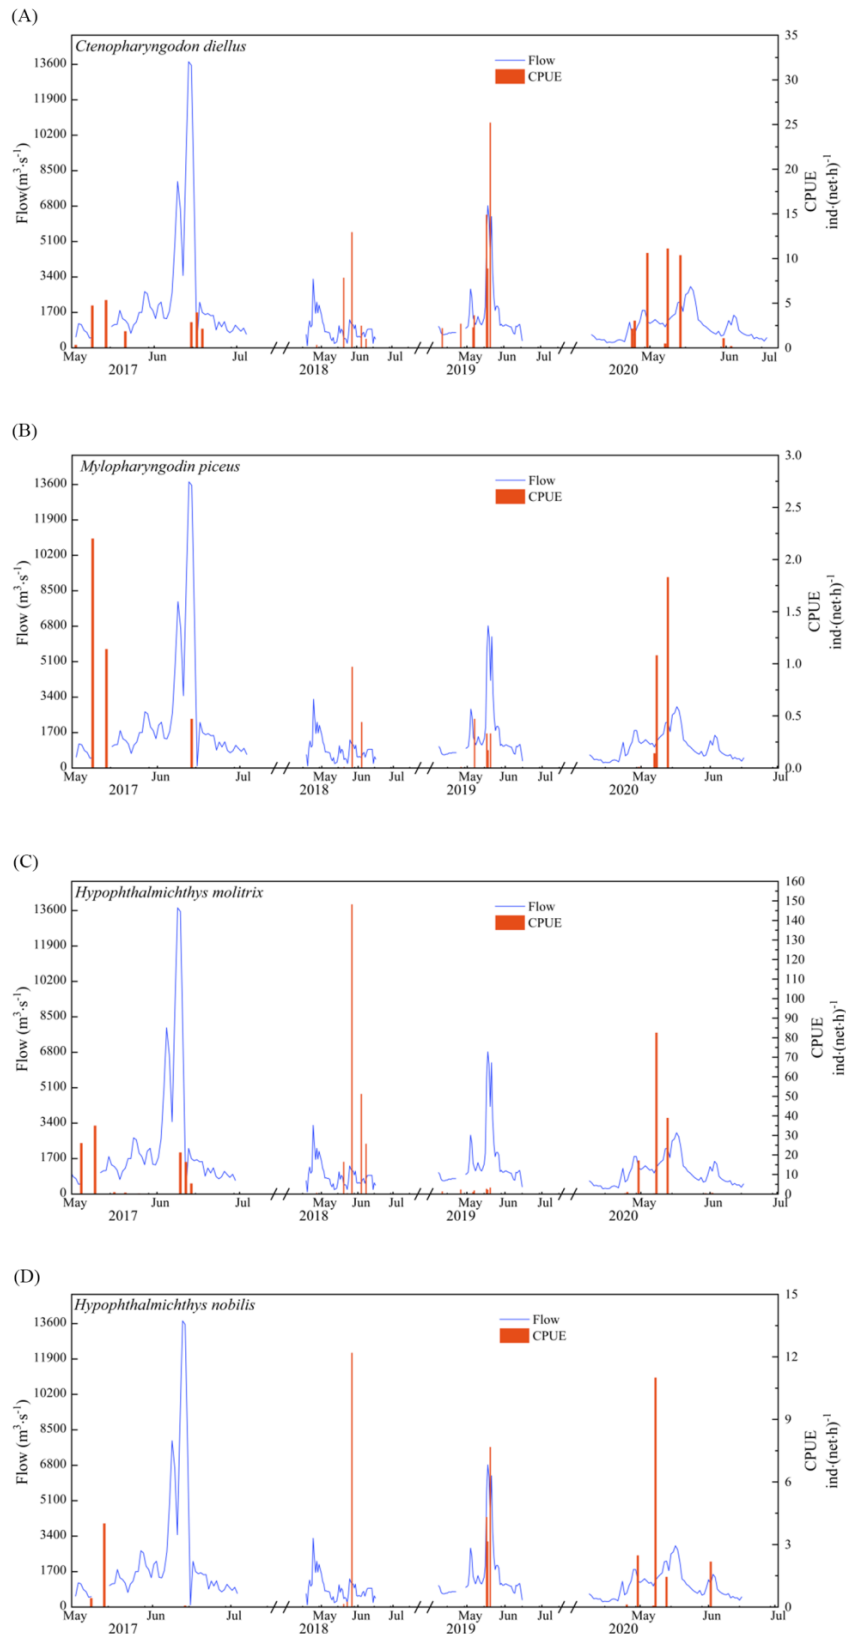 (A)
Ctenopharyngodon diellus
Flow
CPUE
Flow(m³·s⁻¹)
13600
11900
10200
8500
6800
5100
3400
1700
0
35
30
25
20
15
10
5
0
CPUE
ind·(net·h)⁻¹
May Jun Jul May Jun Jul May Jun Jul May Jun Jul
2017 2018 2019 2020
(B)
Mylopharyngodin piceus
Flow
CPUE
Flow (m³·s⁻¹)
13600
11900
10200
8500
6800
5100
3400
1700
0
3.0
2.5
2.0
1.5
1.0
0.5
0.0
CPUE
ind·(net·h)⁻¹
May Jun Jul May Jun Jul May Jun Jul May Jun Jul
2017 2018 2019 2020
(C)
Hypophthalmichthys molitrix
Flow
CPUE
Flow (m³·s⁻¹)
13600
11900
10200
8500
6800
5100
3400
1700
0
160
150
140
130
120
110
100
90
80
70
60
50
40
30
20
10
0
CPUE
ind·(net·h)⁻¹
May Jun Jul May Jun Jul May Jun Jul May Jun Jul
2017 2018 2019 2020
(D)
Hypophthalmichthys nobilis
Flow
CPUE
Flow (m³·s⁻¹)
13600
11900
10200
8500
6800
5100
3400
1700
0
15
12
9
6
3
0
CPUE
ind·(net·h)⁻¹
May Jun Jul May Jun Jul May Jun Jul May Jun Jul
2017 2018 2019 2020